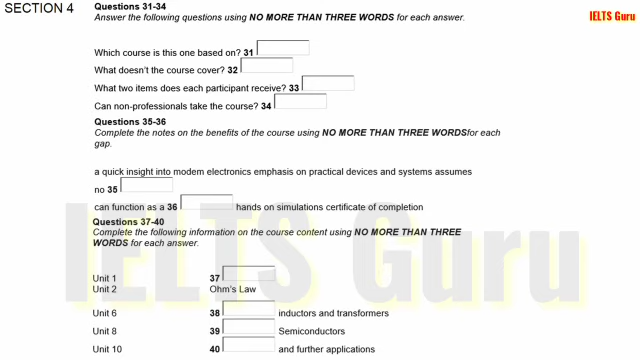 SECTION 4
Questions 31-34
IELTS Guru
Answer the following questions using NO MORE THAN THREE WORDS for each answer.
Which course is this one based on? 31
What doesn't the course cover? 32
What two items does each participant receive? 33
Can non-professionals take the course? 34
Questions 35-36
Complete the notes on the benefits of the course using NO MORE THAN THREE WORDSfor each
gap.
a quick insight into modem electronics emphasis on practical devices and systems assumes
no 35
can function as a 36 hands on simulations certificate of completion
Questions 37-40
Complete the following information on the course content using NO MORE THAN THREE
WORDS for each answer.
IELTS Guru
Unit 1 37
Unit 2 Ohm's Law
Unit 6 38 inductors and transformers
Unit 8 39 Semiconductors
Unit 10 40 and further applications